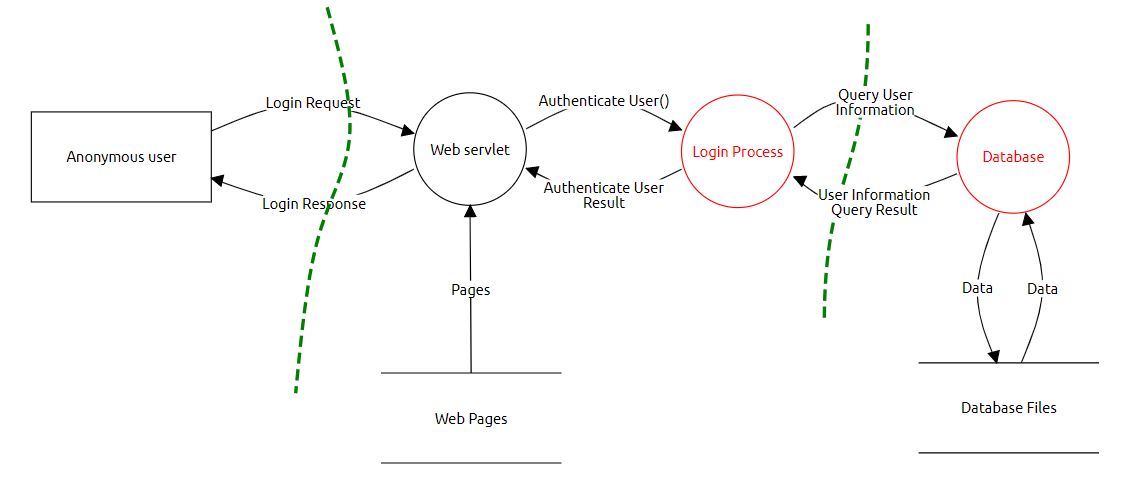 Login Request
Anonymous user
Login Response
Web servlet
Authenticate User()
Authenticate User
Result
Login Process
Query User
Information
User Information
Query Result
Database
Pages
Data
Data
Web Pages
Database Files